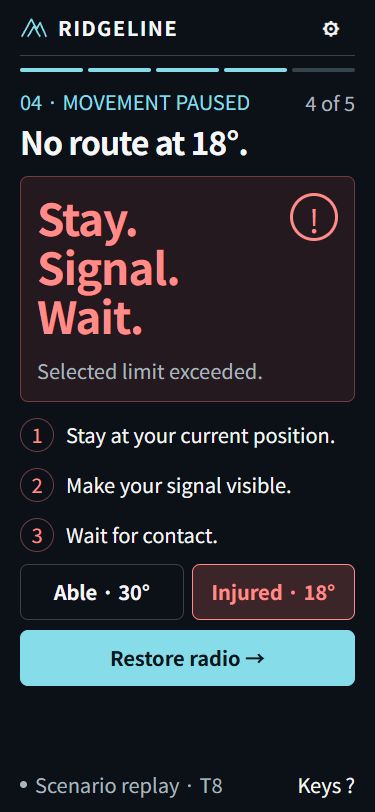 RIDGELINE
04 · MOVEMENT PAUSED
4 of 5
No route at 18°.
Stay.
Signal.
Wait.
!
Selected limit exceeded.
1 Stay at your current position.
2 Make your signal visible.
3 Wait for contact.
Able · 30°
Injured · 18°
Restore radio →
Scenario replay · T8
Keys ?